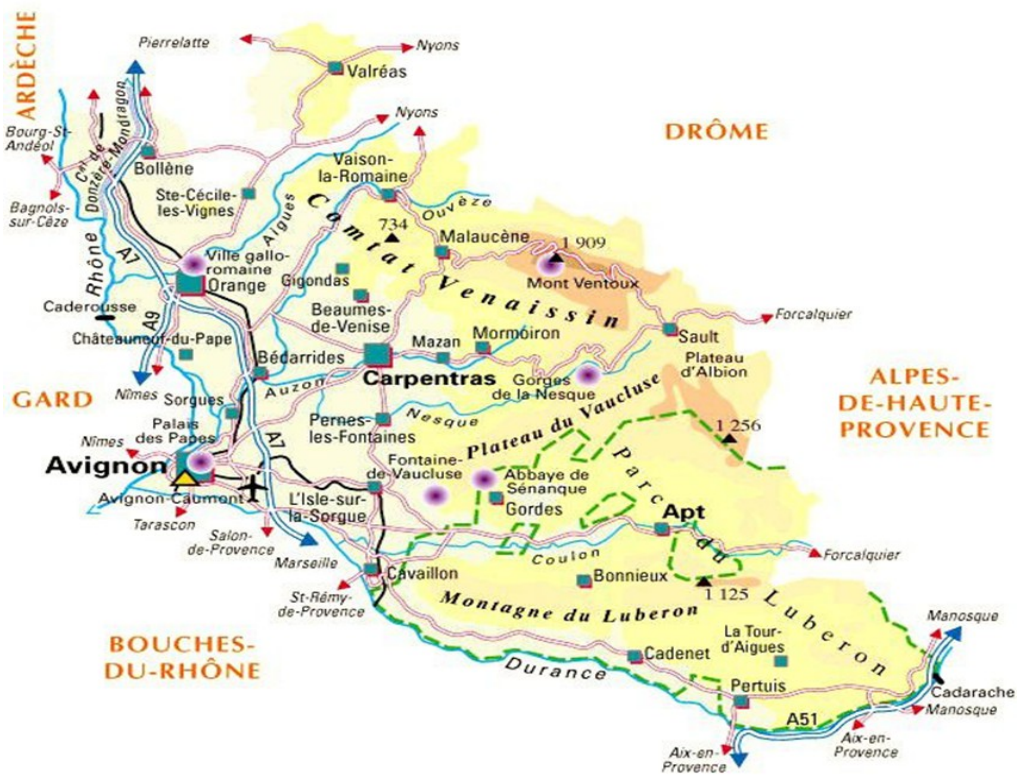 ARDÈCHE
Pierrelatte
Nyons
Valréas
Nyons
DRÔME
Bourg-St-
Andéol
Cal de
Donzère-Mondragon
Bollène
Vaison-
la-Romaine
Ste-Cécile-
les-Vignes
Bagnols-
sur-Cèze
Aigues
Ouvèze
Comtat Venaissin
734
Malaucène
1 909
Mont Ventoux
Rhône
A7
Ville gallo-
romaine
Orange
Gigondas
Caderousse
A9
Beaumes-
de-Venise
Forcalquier
Châteauneuf-du-Pape
Mazan
Mormoiron
Sault
Bédarrides
Plateau
d'Albion
Carpentras
Gorges
de la Nesque
ALPES-
DE-HAUTE-
PROVENCE
GARD
Nîmes
Auzon
Sorgues
Nesque
Pernes-
les-Fontaines
Plateau du Vaucluse
1 256
Palais
des Papes
Nîmes
A7
Avignon
Fontaine-
de-Vaucluse
Abbaye de
Sénanque
Gordes
Parc du Luberon
Avignon-Caumont
L'Isle-sur-
la-Sorgue
Apt
Tarascon
Salon-
de-Provence
Marseille
Coulon
Forcalquier
Cavaillon
Bonnieux
1 125
St-Rémy-
de-Provence
Montagne du Luberon
BOUCHES-
DU-RHÔNE
La Tour-
d'Aigues
Manosque
Durance
Cadenet
Pertuis
Cadarache
Manosque
A51
Aix-en-
Provence
Aix-en-
Provence